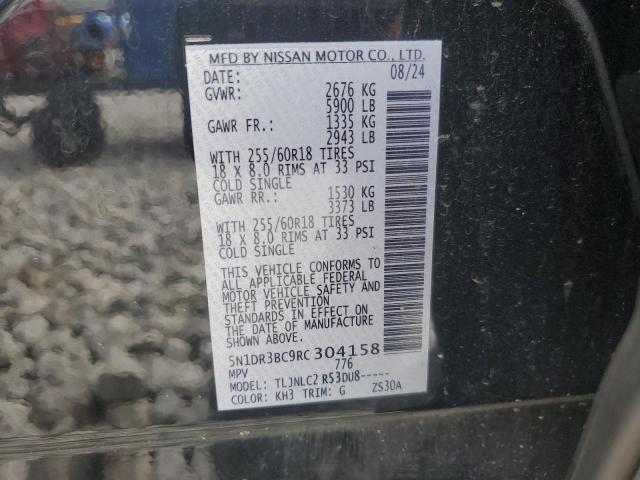 MFD BY NISSAN MOTOR CO., LTD.
DATE: 08/24
GVWR: 2676 KG
5900 LB
GAWR FR.: 1335 KG
2943 LB
WITH 255/60R18 TIRES
18 X 8.0 RIMS AT 33 PSI
COLD SINGLE
GAWR RR.: 1530 KG
3373 LB
WITH 255/60R18 TIRES
18 X 8.0 RIMS AT 33 PSI
COLD SINGLE
THIS VEHICLE CONFORMS TO
ALL APPLICABLE FEDERAL
MOTOR VEHICLE SAFETY AND
THEFT PREVENTION
STANDARDS IN EFFECT ON
THE DATE OF MANUFACTURE
SHOWN ABOVE.
5N1DR3BC9RC304158
MPV 776
MODEL: TLJNLC2 R53DU8-----
COLOR: KH3 TRIM: G ZS30A